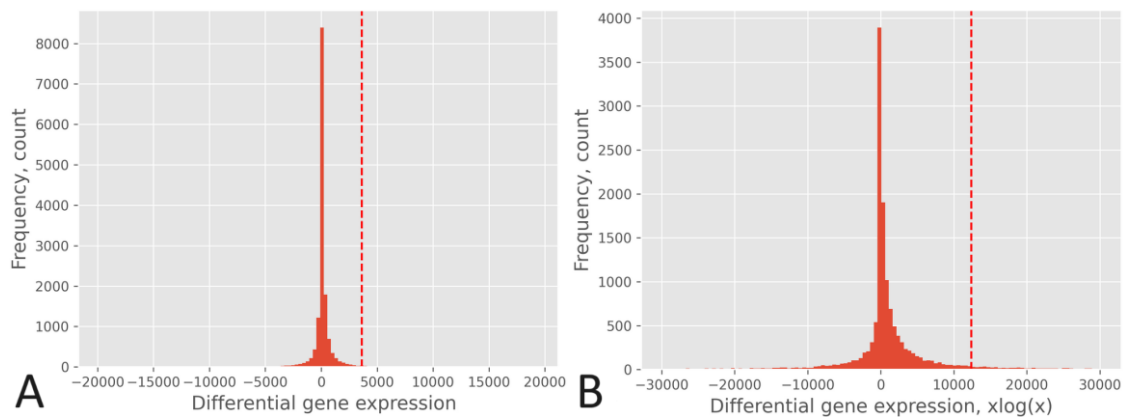 8000
7000
6000
5000
4000
3000
2000
1000
0
Frequency, count
−20000 −15000 −10000 −5000 0 5000 10000 15000 20000
Differential gene expression
A
4000
3500
3000
2500
2000
1500
1000
500
0
Frequency, count
−30000 −20000 −10000 0 10000 20000 30000
Differential gene expression, xlog(x)
B